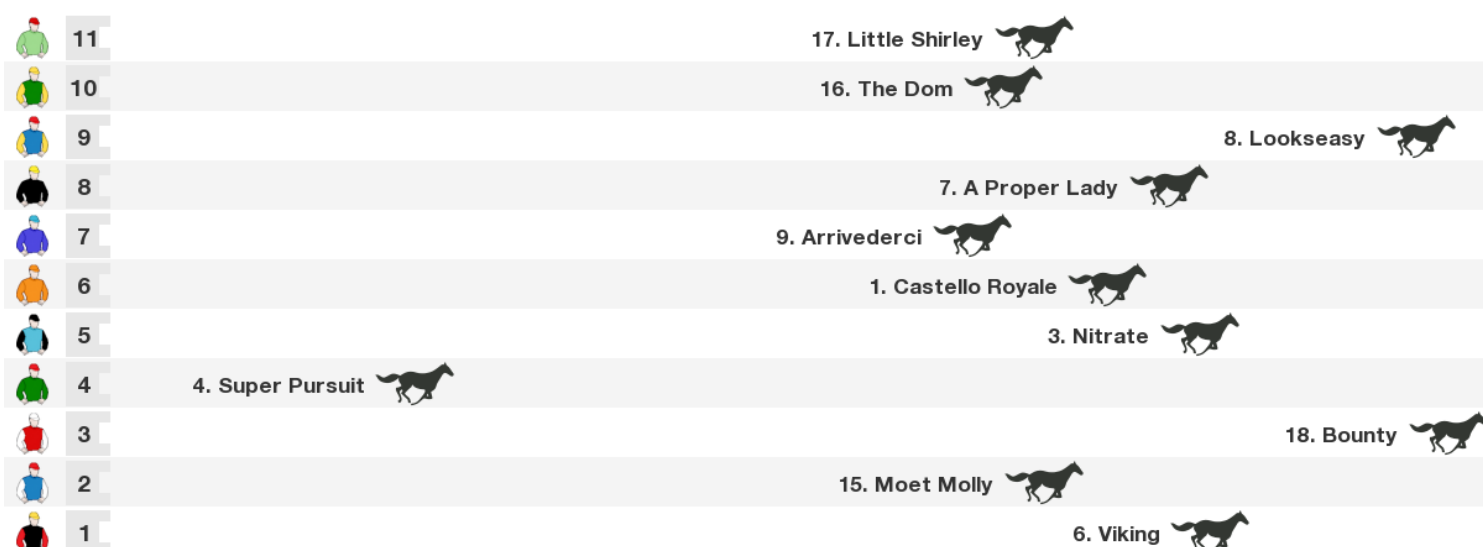 11 17. Little Shirley
10 16. The Dom
9 8. Lookseasy
8 7. A Proper Lady
7 9. Arrivederci
6 1. Castello Royale
5 3. Nitrate
4 4. Super Pursuit
3 18. Bounty
2 15. Moet Molly
1 6. Viking